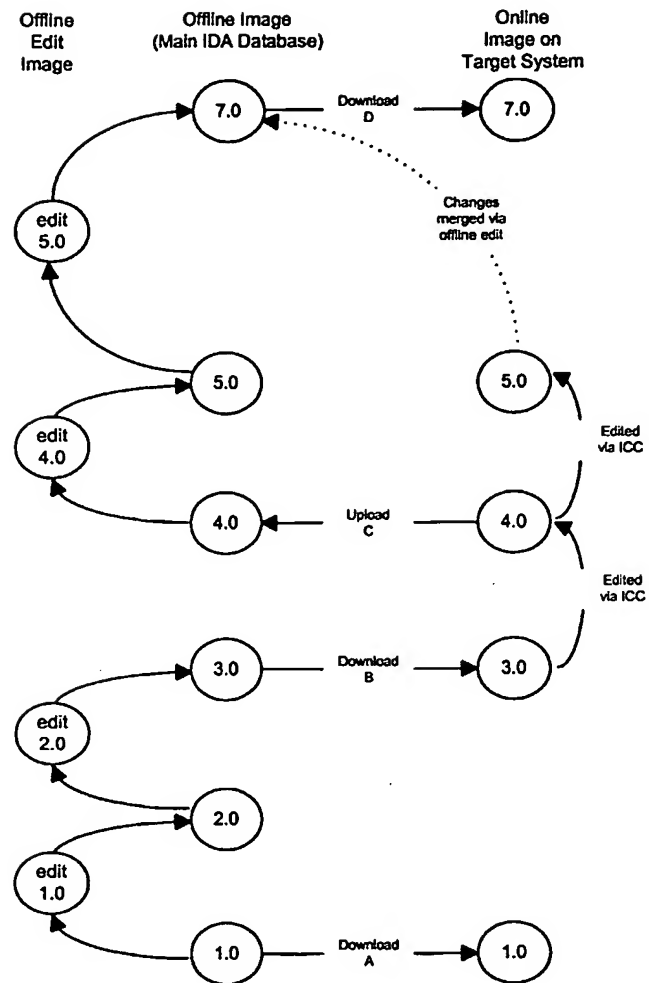 Offline
Edit
Image
Offline Image
(Main IDA Database)
Online
Image on
Target System
7.0
Download
D
7.0
Changes
merged via
offline edit
edit
5.0
5.0
5.0
Edited
via ICC
edit
4.0
4.0
Upload
C
4.0
Edited
via ICC
3.0
Download
B
3.0
edit
2.0
2.0
edit
1.0
1.0
Download
A
1.0